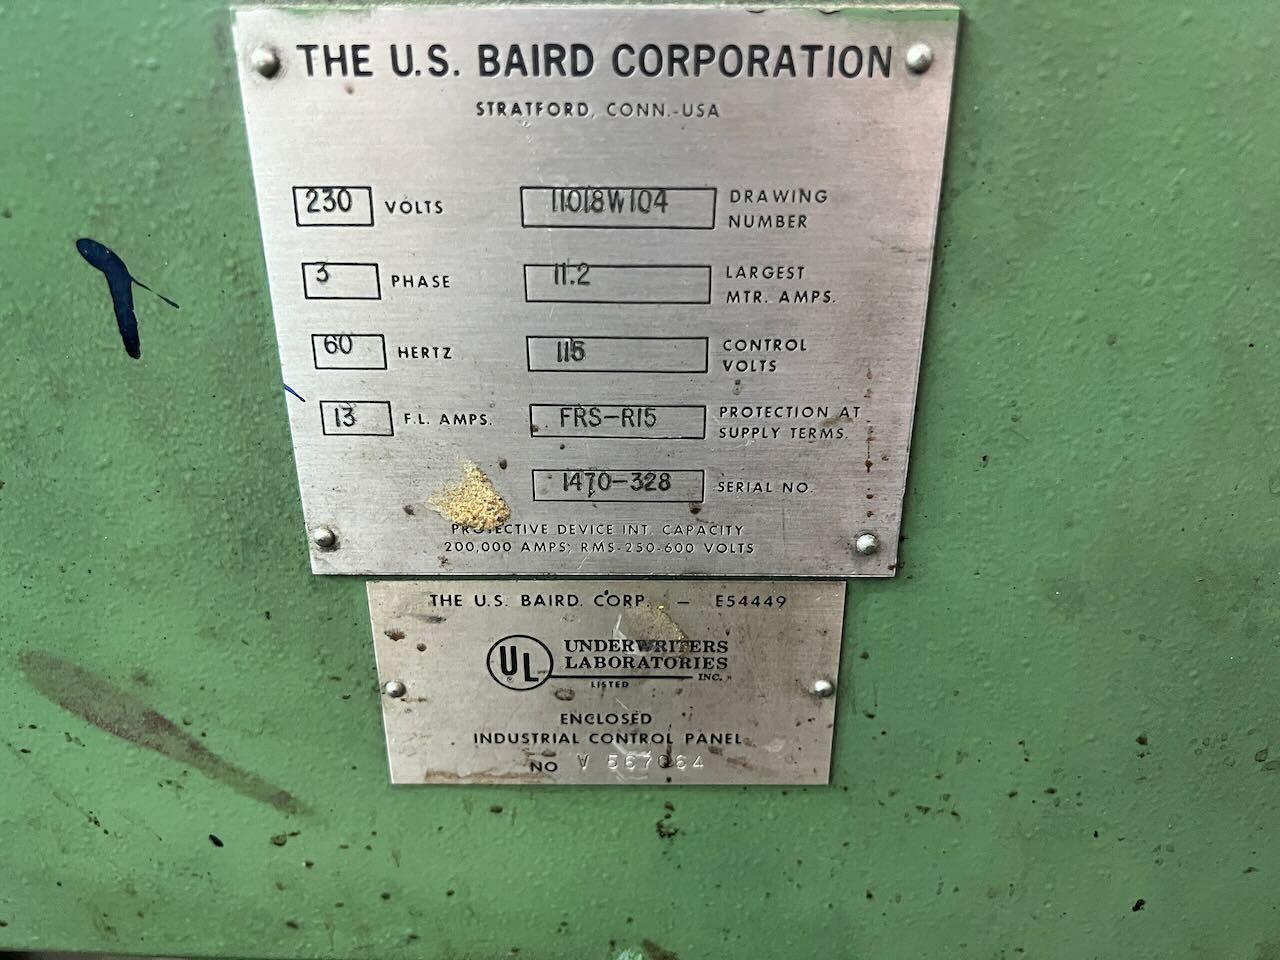 THE U.S. BAIRD CORPORATION
STRATFORD, CONN.-USA
230 VOLTS
11018W104 DRAWING NUMBER
3 PHASE
11.2 LARGEST MTR. AMPS.
60 HERTZ
115 CONTROL VOLTS
13 F.L. AMPS.
FRS-R15 PROTECTION AT SUPPLY TERMS.
1470-328 SERIAL NO.
PROTECTIVE DEVICE INT. CAPACITY
200,000 AMPS; RMS-250-600 VOLTS
THE U.S. BAIRD. CORP. — E54449
UL ® UNDERWRITERS
LABORATORIES
INC.
LISTED
ENCLOSED
INDUSTRIAL CONTROL PANEL
NO V 567064